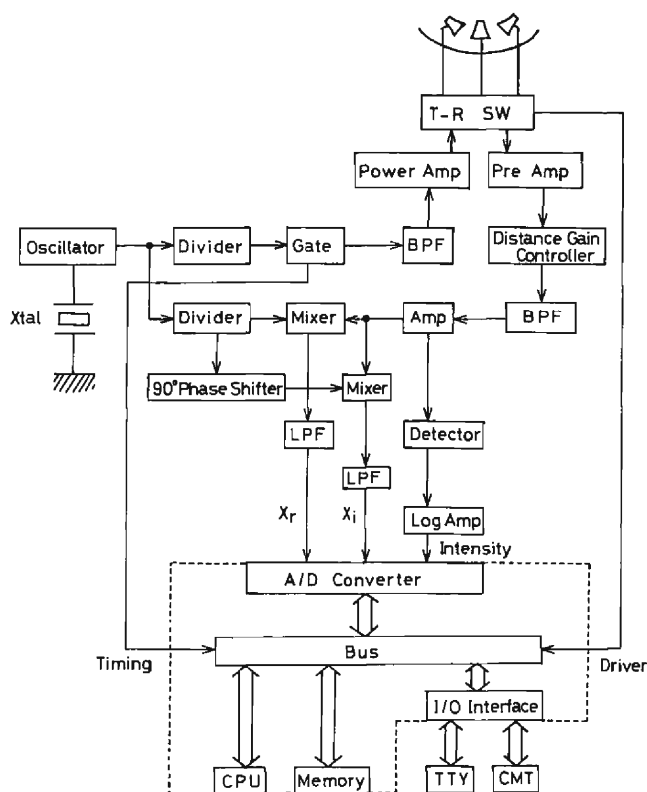 T-R SW
Power Amp
Pre Amp
Oscillator
Divider
Gate
BPF
Distance Gain
Controller
Xtal
Divider
Mixer
Amp
BPF
90° Phase Shifter
Mixer
LPF
Detector
LPF
Xr
Xi
Log Amp
Intensity
A/D Converter
Timing
Bus
Driver
I/O Interface
CPU
Memory
TTY
CMT